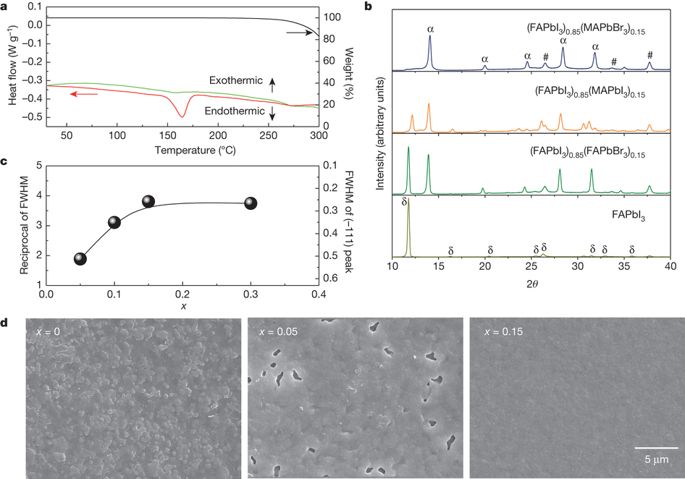 a
Heat flow (W g⁻¹)
0.1
0.0
-0.1
-0.2
-0.3
-0.4
-0.5
50
100
150
200
250
300
Temperature (°C)
100
80
60
40
20
0
Weight (%)
Exothermic
Endothermic
b
Intensity (arbitrary units)
(FAPbI₃)₀.₈₅(MAPbBr₃)₀.₁₅
α
α
α
#
α
α
#
#
(FAPbI₃)₀.₈₅(MAPbI₃)₀.₁₅
(FAPbI₃)₀.₈₅(FAPbBr₃)₀.₁₅
FAPbI₃
δ
δ
δ
δ
δ
δ
δ
δ
10
15
20
25
30
35
40
2θ
c
Reciprocal of FWHM
5
4
3
2
1
0.0
0.1
0.2
0.3
0.4
x
0.1
0.2
0.3
0.4
0.5
0.6
FWHM of (–111) peak
d
x = 0
x = 0.05
x = 0.15
5 μm